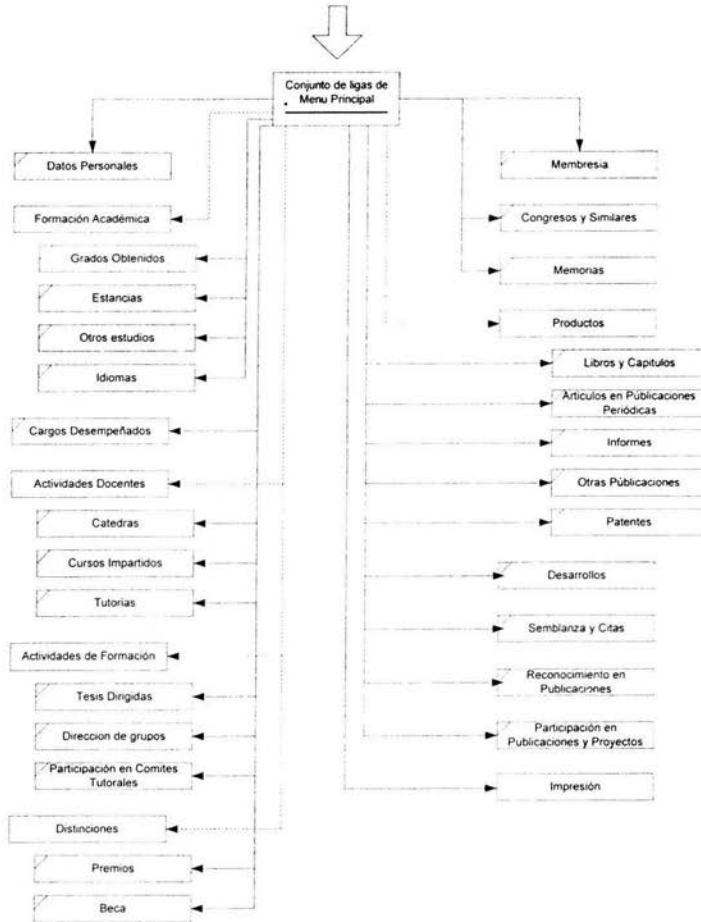 Conjunto de ligas de
Menu Principal
Datos Personales
Formación Académica
Grados Obtenidos
Estancias
Otros estudios
Idiomas
Cargos Desempeñados
Actividades Docentes
Catedras
Cursos Impartidos
Tutorias
Actividades de Formación
Tesis Dirigidas
Direccion de grupos
Participación en Comites
Tutorales
Distinciones
Premios
Beca
Membresia
Congresos y Similares
Memorias
Productos
Libros y Capitulos
Artículos en Públicaciones
Periódicas
Informes
Otras Públicaciones
Patentes
Desarrollos
Semblanza y Citas
Reconocimiento en
Publicaciones
Participación en
Publicaciones y Proyectos
Impresión